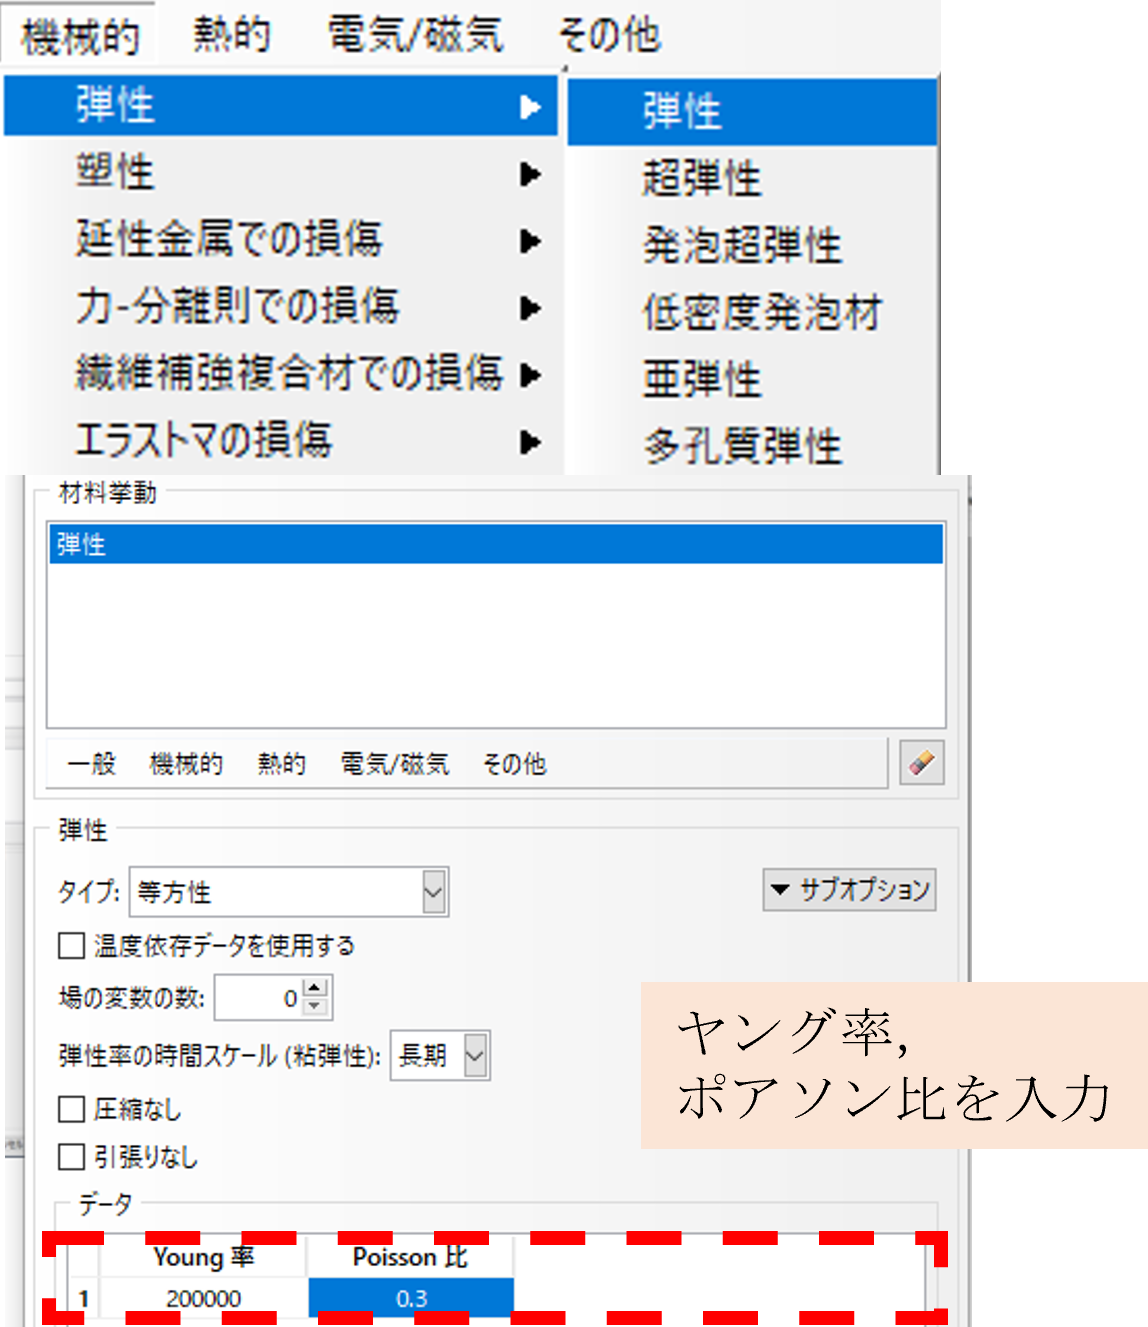 機械的 熱的 電気/磁気 その他
弾性
塑性
延性金属での損傷
力-分離則での損傷
繊維補強複合材での損傷
エラストマの損傷
弾性
超弾性
発泡超弾性
低密度発泡材
亜弾性
多孔質弾性
材料挙動
弾性
一般 機械的 熱的 電気/磁気 その他
弾性
タイプ: 等方性
サブオプション
温度依存データを使用する
場の変数の数: 0
弾性率の時間スケール (粘弾性): 長期
圧縮なし
引張りなし
ヤング率,
ポアソン比を入力
データ
Young 率 Poisson 比
1 200000 0.3